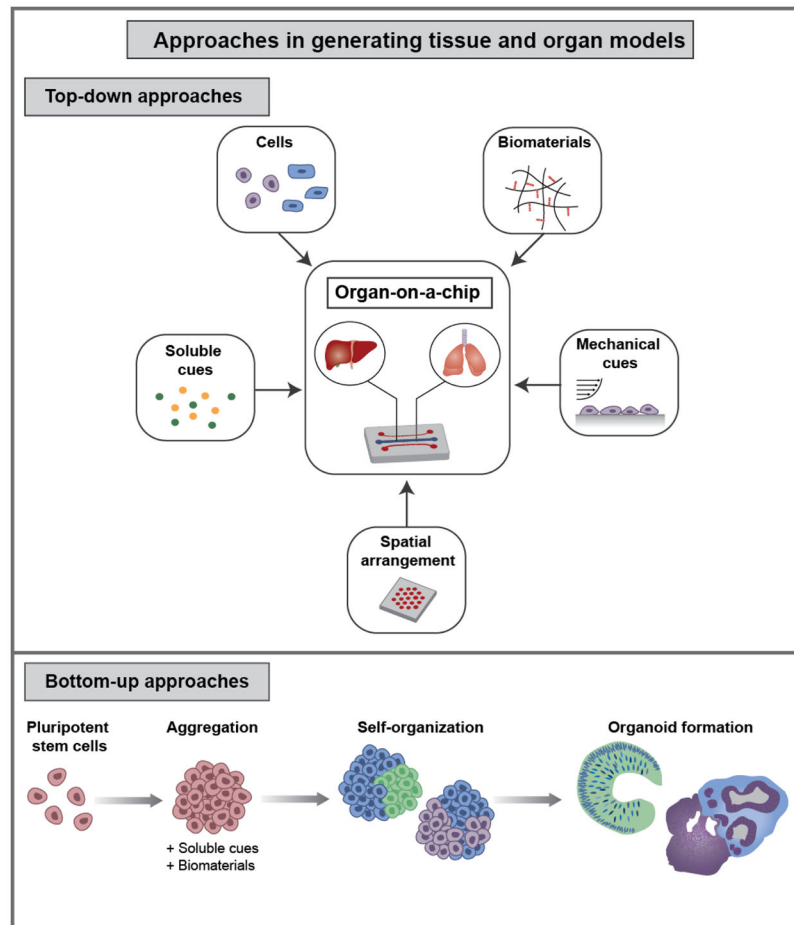 Approaches in generating tissue and organ models
Top-down approaches
Cells
Biomaterials
Organ-on-a-chip
Soluble
cues
Mechanical
cues
Spatial
arrangement
Bottom-up approaches
Pluripotent
stem cells
Aggregation
Self-organization
Organoid formation
+ Soluble cues
+ Biomaterials